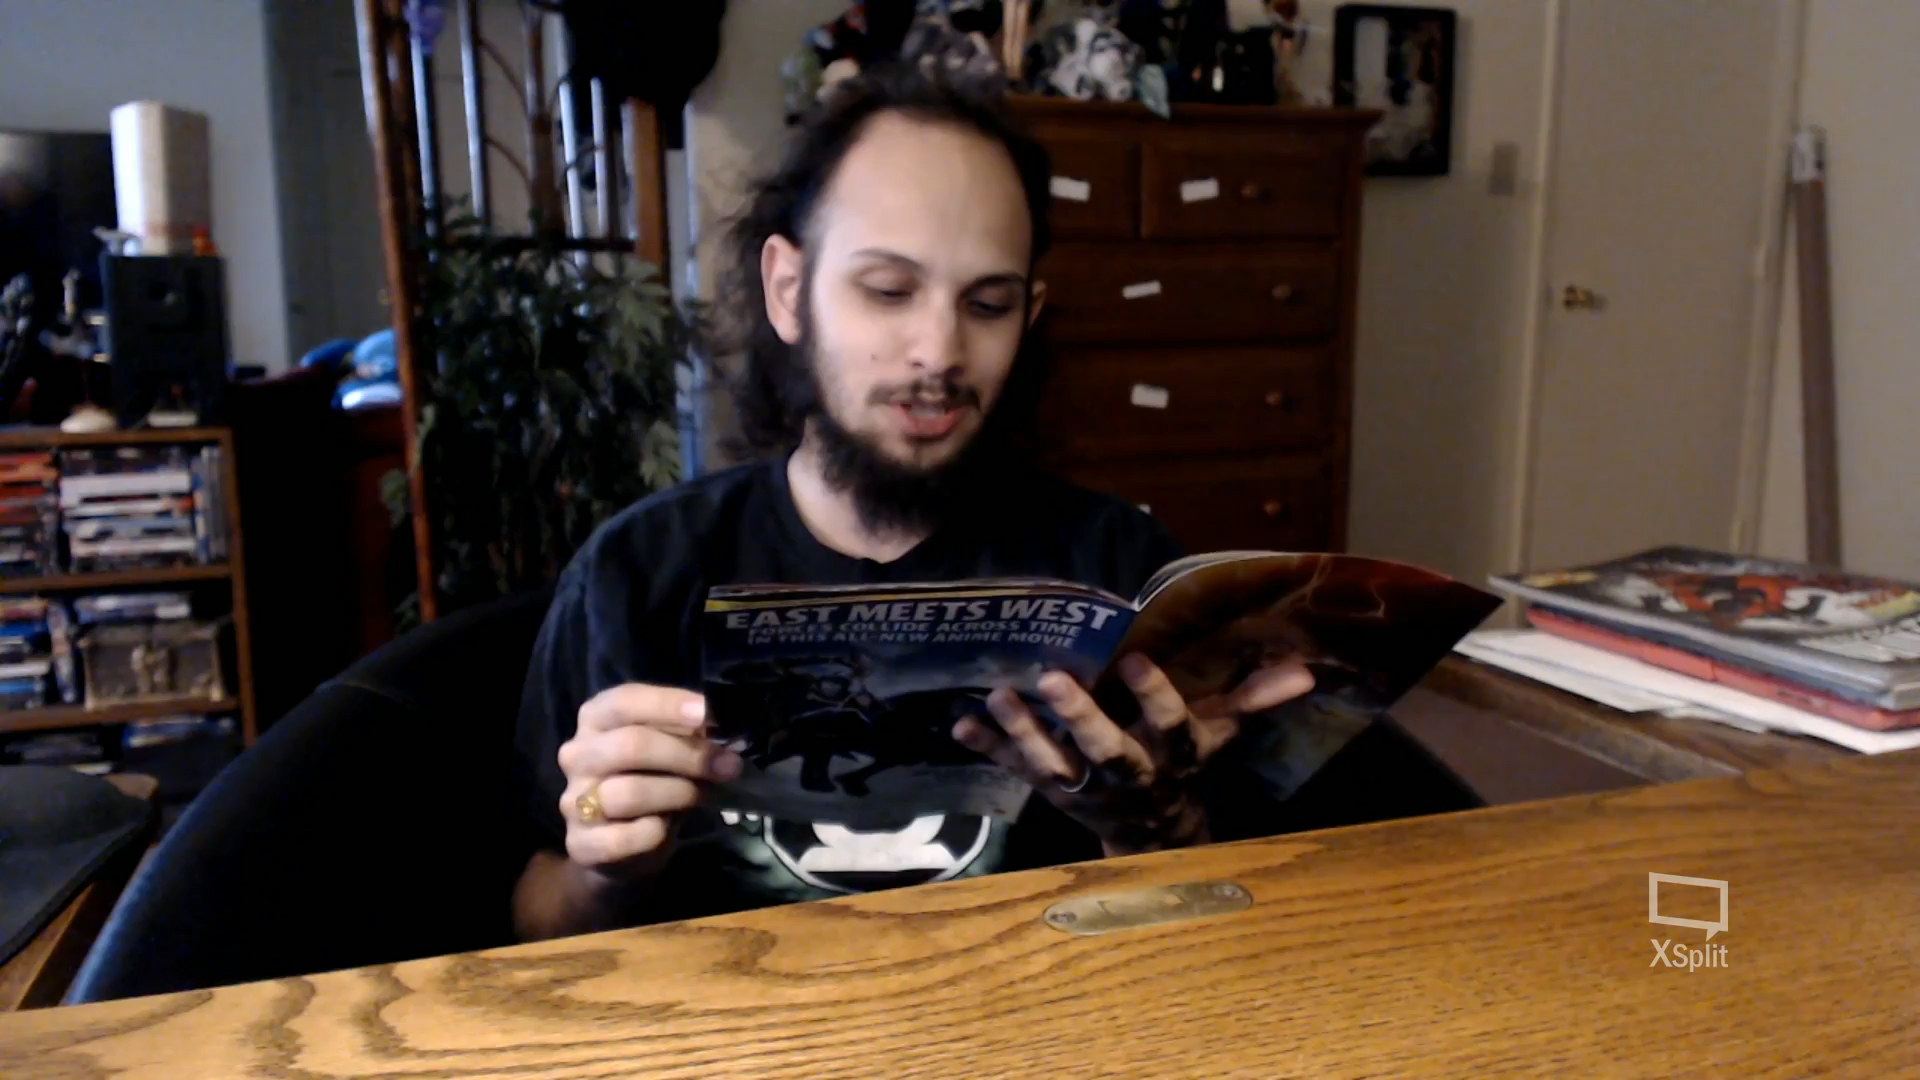 EAST MEETS WEST
FORCES COLLIDE ACROSS TIME
IN THIS ALL-NEW ANIME MOVIE
XSplit